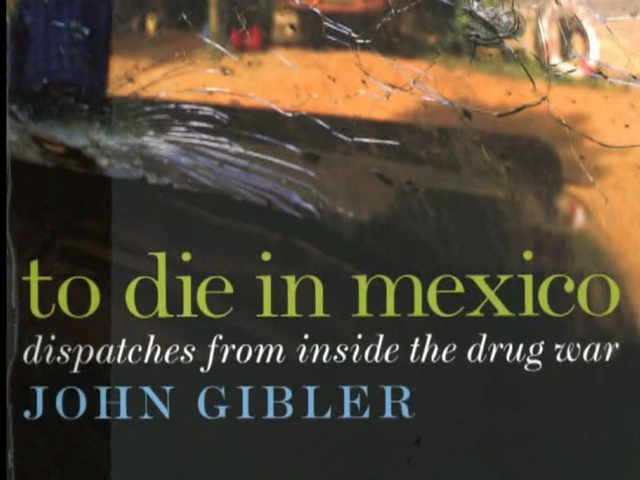 to die in mexico
dispatches from inside the drug war
JOHN GIBLER